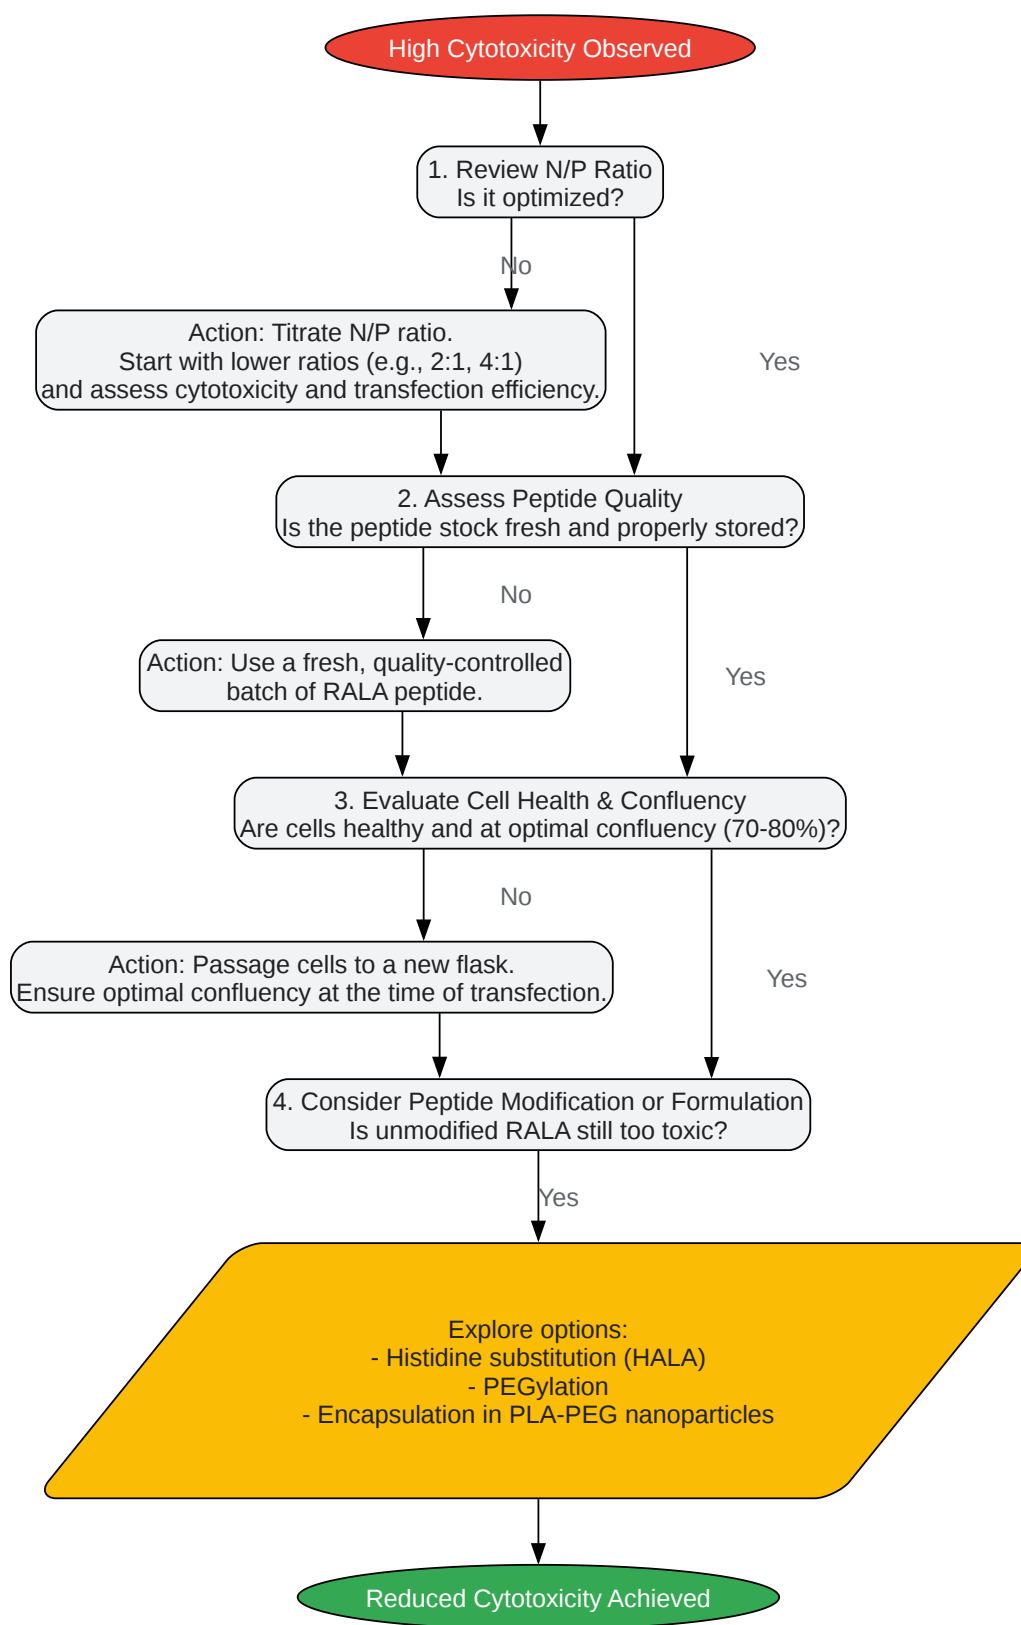 High Cytotoxicity Observed
1. Review N/P Ratio
Is it optimized?
No
Action: Titrate N/P ratio.
Start with lower ratios (e.g., 2:1, 4:1)
and assess cytotoxicity and transfection efficiency.
Yes
2. Assess Peptide Quality
Is the peptide stock fresh and properly stored?
No
Action: Use a fresh, quality-controlled
batch of RALA peptide.
Yes
3. Evaluate Cell Health & Confluency
Are cells healthy and at optimal confluency (70-80%)?
No
Action: Passage cells to a new flask.
Ensure optimal confluency at the time of transfection.
Yes
4. Consider Peptide Modification or Formulation
Is unmodified RALA still too toxic?
Yes
Explore options:
- Histidine substitution (HALA)
- PEGylation
- Encapsulation in PLA-PEG nanoparticles
Reduced Cytotoxicity Achieved